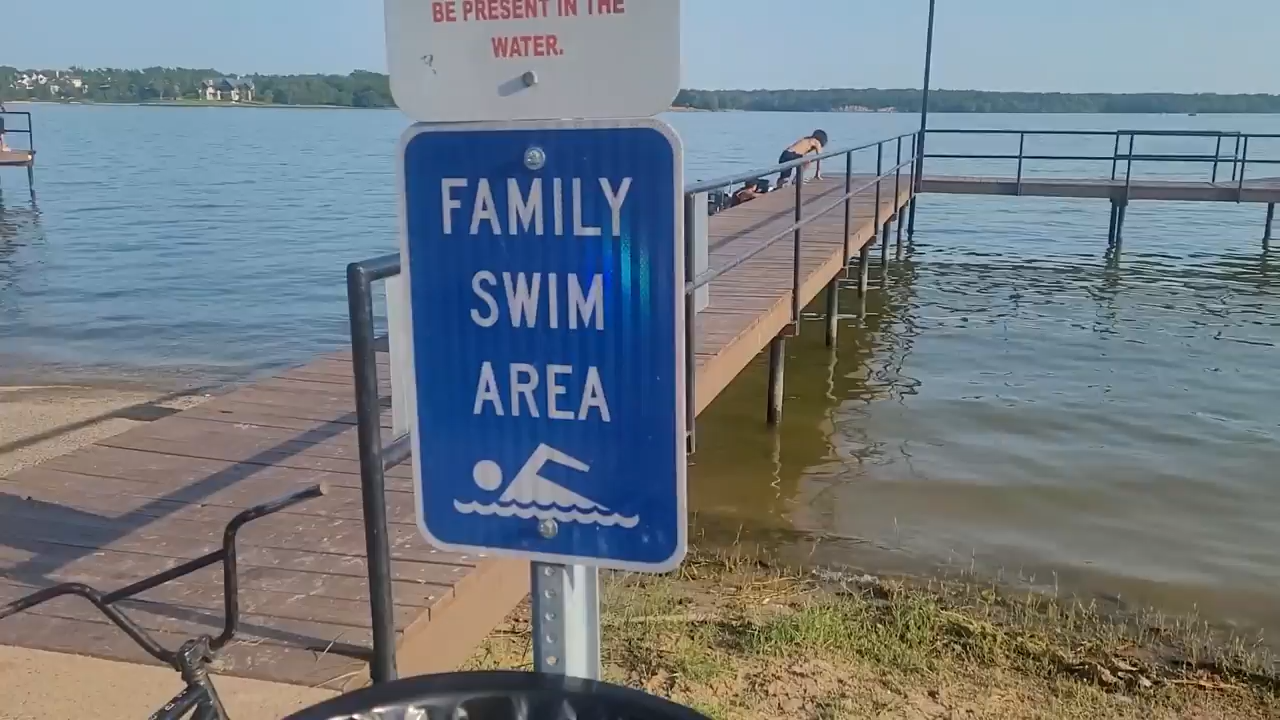 BE PRESENT IN THE
WATER.
FAMILY
SWIM
AREA